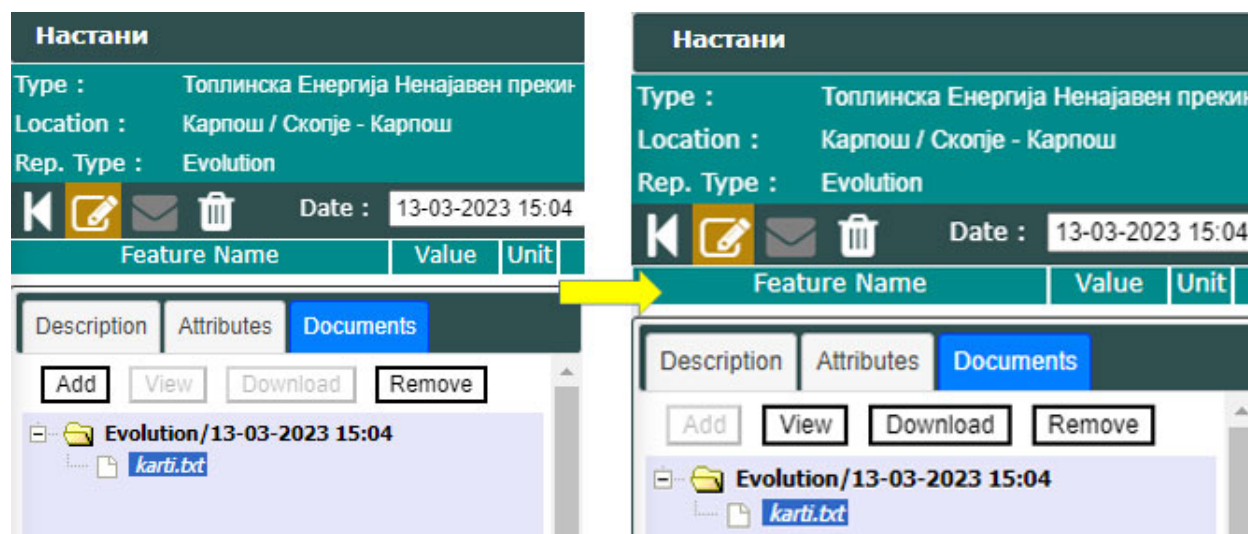 Настани
Type : Топлинска Енергија Ненајавен
Location : Карпош / Скопје - Карпош
Rep. Type : Evolution
Date : 13-03-2023 15:04
Feature Name Value Unit
Description Attributes Documents
Add View Download Remove
Evolution/13-03-2023 15:04
karti.txt
Настани
Type : Топлинска Енергија Ненајавен
Location : Карпош / Скопје - Карпош
Rep. Type : Evolution
Date : 13-03-2023 15:04
Feature Name Value Unit
Description Attributes Documents
Add View Download Remove
Evolution/13-03-2023 15:04
karti.txt